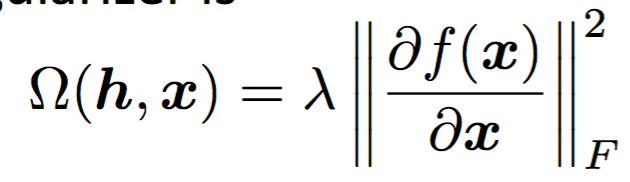 Ω(h, x) = λ ‖∂f(x)/∂x‖²_F